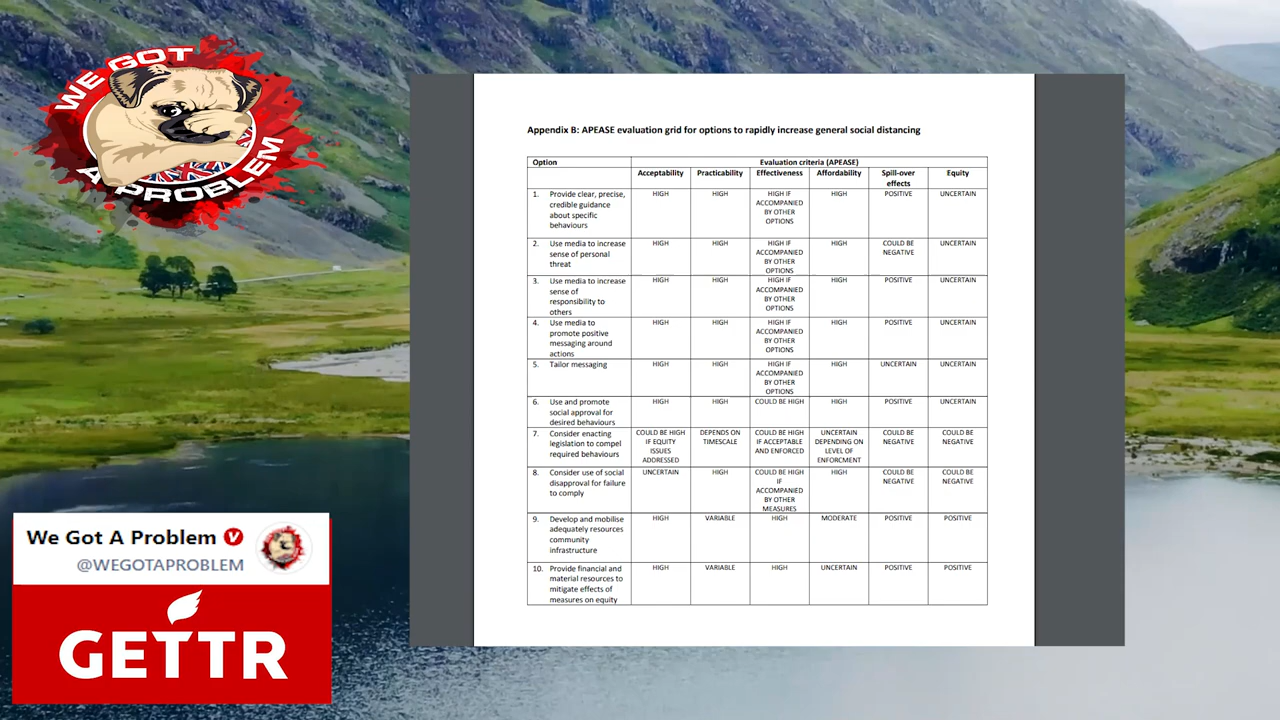 WE GOT
A PROBLEM
Appendix B: APEASE evaluation grid for options to rapidly increase general social distancing
Option
Evaluation criteria (APEASE)
Acceptability
Practicability
Effectiveness
Affordability
Spill-over
effects
Equity
1. Provide clear, precise,
credible guidance
about specific
behaviours
HIGH
HIGH
HIGH IF
ACCOMPANIED
BY OTHER
OPTIONS
HIGH
POSITIVE
UNCERTAIN
2. Use media to increase
sense of personal
threat
HIGH
HIGH
HIGH IF
ACCOMPANIED
BY OTHER
OPTIONS
HIGH
COULD BE
NEGATIVE
UNCERTAIN
3. Use media to increase
sense of
responsibility to
others
HIGH
HIGH
HIGH IF
ACCOMPANIED
BY OTHER
OPTIONS
HIGH
POSITIVE
UNCERTAIN
4. Use media to
promote positive
messaging around
actions
HIGH
HIGH
HIGH IF
ACCOMPANIED
BY OTHER
OPTIONS
HIGH
POSITIVE
UNCERTAIN
5. Tailor messaging
HIGH
HIGH
HIGH IF
ACCOMPANIED
BY OTHER
OPTIONS
HIGH
UNCERTAIN
UNCERTAIN
6. Use and promote
social approval for
desired behaviours
HIGH
HIGH
COULD BE HIGH
HIGH
POSITIVE
UNCERTAIN
7. Consider enacting
legislation to compel
required behaviours
COULD BE HIGH
IF EQUITY
ISSUES
ADDRESSED
DEPENDS ON
TIMESCALE
COULD BE HIGH
IF ACCEPTABLE
AND ENFORCED
UNCERTAIN
DEPENDING ON
LEVEL OF
ENFORCMENT
COULD BE
NEGATIVE
COULD BE
NEGATIVE
8. Consider use of social
disapproval for failure
to comply
UNCERTAIN
HIGH
COULD BE HIGH
IF
ACCOMPANIED
BY OTHER
MEASURES
HIGH
COULD BE
NEGATIVE
COULD BE
NEGATIVE
9. Develop and mobilise
adequately resources
community
infrastructure
HIGH
VARIABLE
HIGH
MODERATE
POSITIVE
POSITIVE
10. Provide financial and
material resources to
mitigate effects of
measures on equity
HIGH
VARIABLE
HIGH
UNCERTAIN
POSITIVE
POSITIVE
We Got A Problem V
@WEGOTAPROBLEM
GETTR